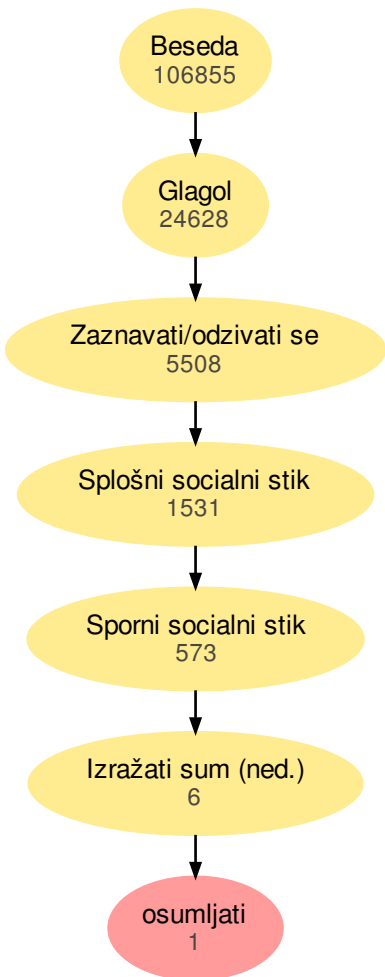 Beseda
106855
Glagol
24628
Zaznavati/odzivati se
5508
Splošni socialni stik
1531
Sporni socialni stik
573
Izražati sum (ned.)
6
osumljati
1